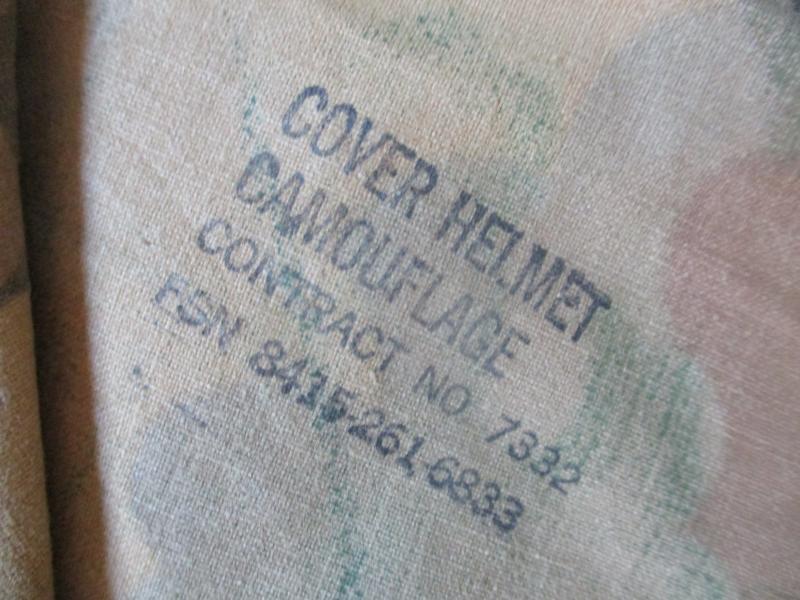 COVER HELMET
CAMOUFLAGE
CONTRACT NO. 7332
FSN 8415-261-6833